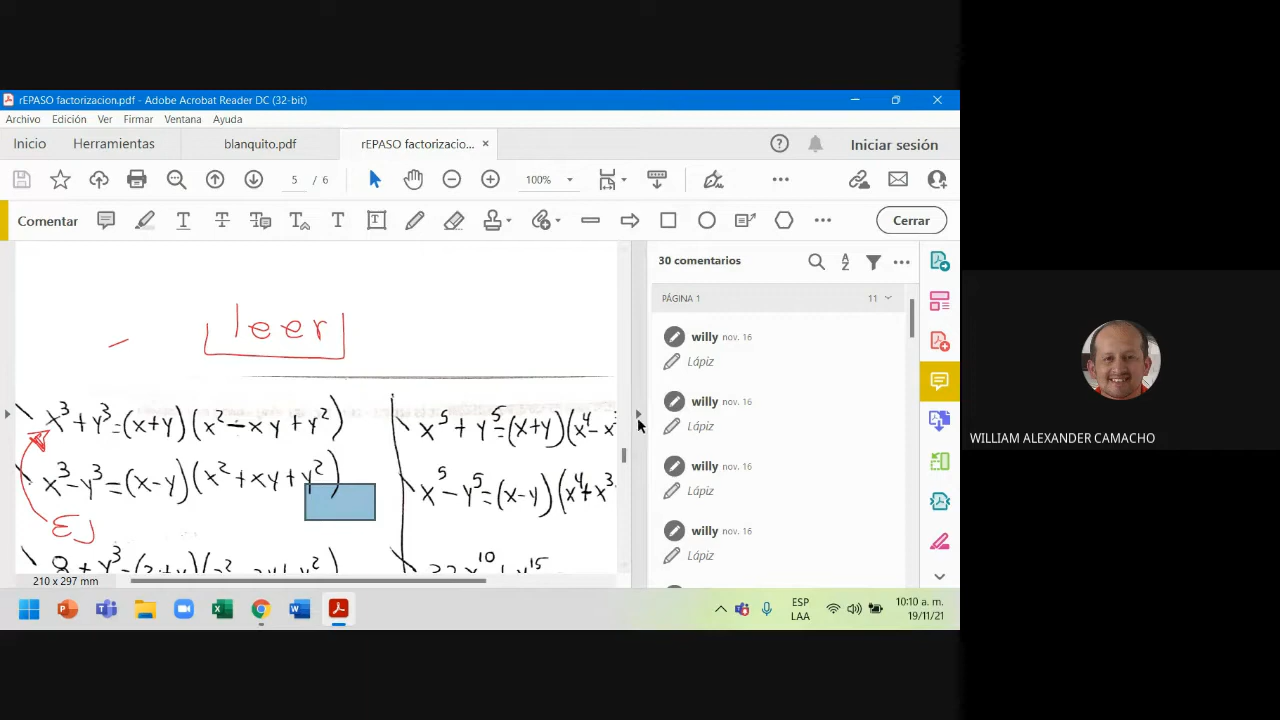 rEPASO factorizacion.pdf - Adobe Acrobat Reader DC (32-bit)
Archivo Edición Ver Firmar Ventana Ayuda
Inicio Herramientas blanquito.pdf rEPASO factorizacio... × Iniciar sesión
5 / 6 100%
Comentar Cerrar
30 comentarios
PÁGINA 1 11
willy nov. 16
Lápiz
willy nov. 16
Lápiz
willy nov. 16
Lápiz
willy nov. 16
Lápiz
leer
x³ + y³ = (x+y)(x² - xy + y²)
x³ - y³ = (x-y)(x² + xy + y²)
EJ
x⁵ + y⁵ = (x+y)(x⁴ - x
x⁵ - y⁵ = (x-y)(x⁴ + x³
210 x 297 mm
ESP
LAA
10:10 a. m.
19/11/21
WILLIAM ALEXANDER CAMACHO